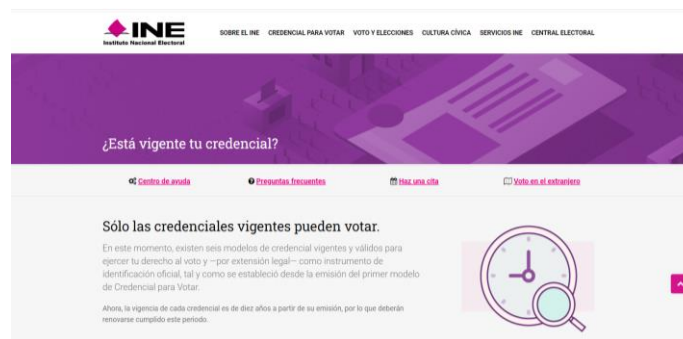 INE
Instituto Nacional Electoral
SOBRE EL INE CREDENCIAL PARA VOTAR VOTO Y ELECCIONES CULTURA CÍVICA SERVICIOS INE CENTRAL ELECTORAL
¿Está vigente tu credencial?
Centro de ayuda Preguntas frecuentes Haz una cita Voto en el extranjero
Sólo las credenciales vigentes pueden votar.
En este momento, existen seis modelos de credencial vigentes y válidos para
ejercer tu derecho al voto y —por extensión legal— como instrumento de
identificación oficial, tal y como se estableció desde la emisión del primer modelo
de Credencial para Votar.
Ahora, la vigencia de cada credencial es de diez años a partir de su emisión, por lo que deberán
renovarse cumplido este periodo.